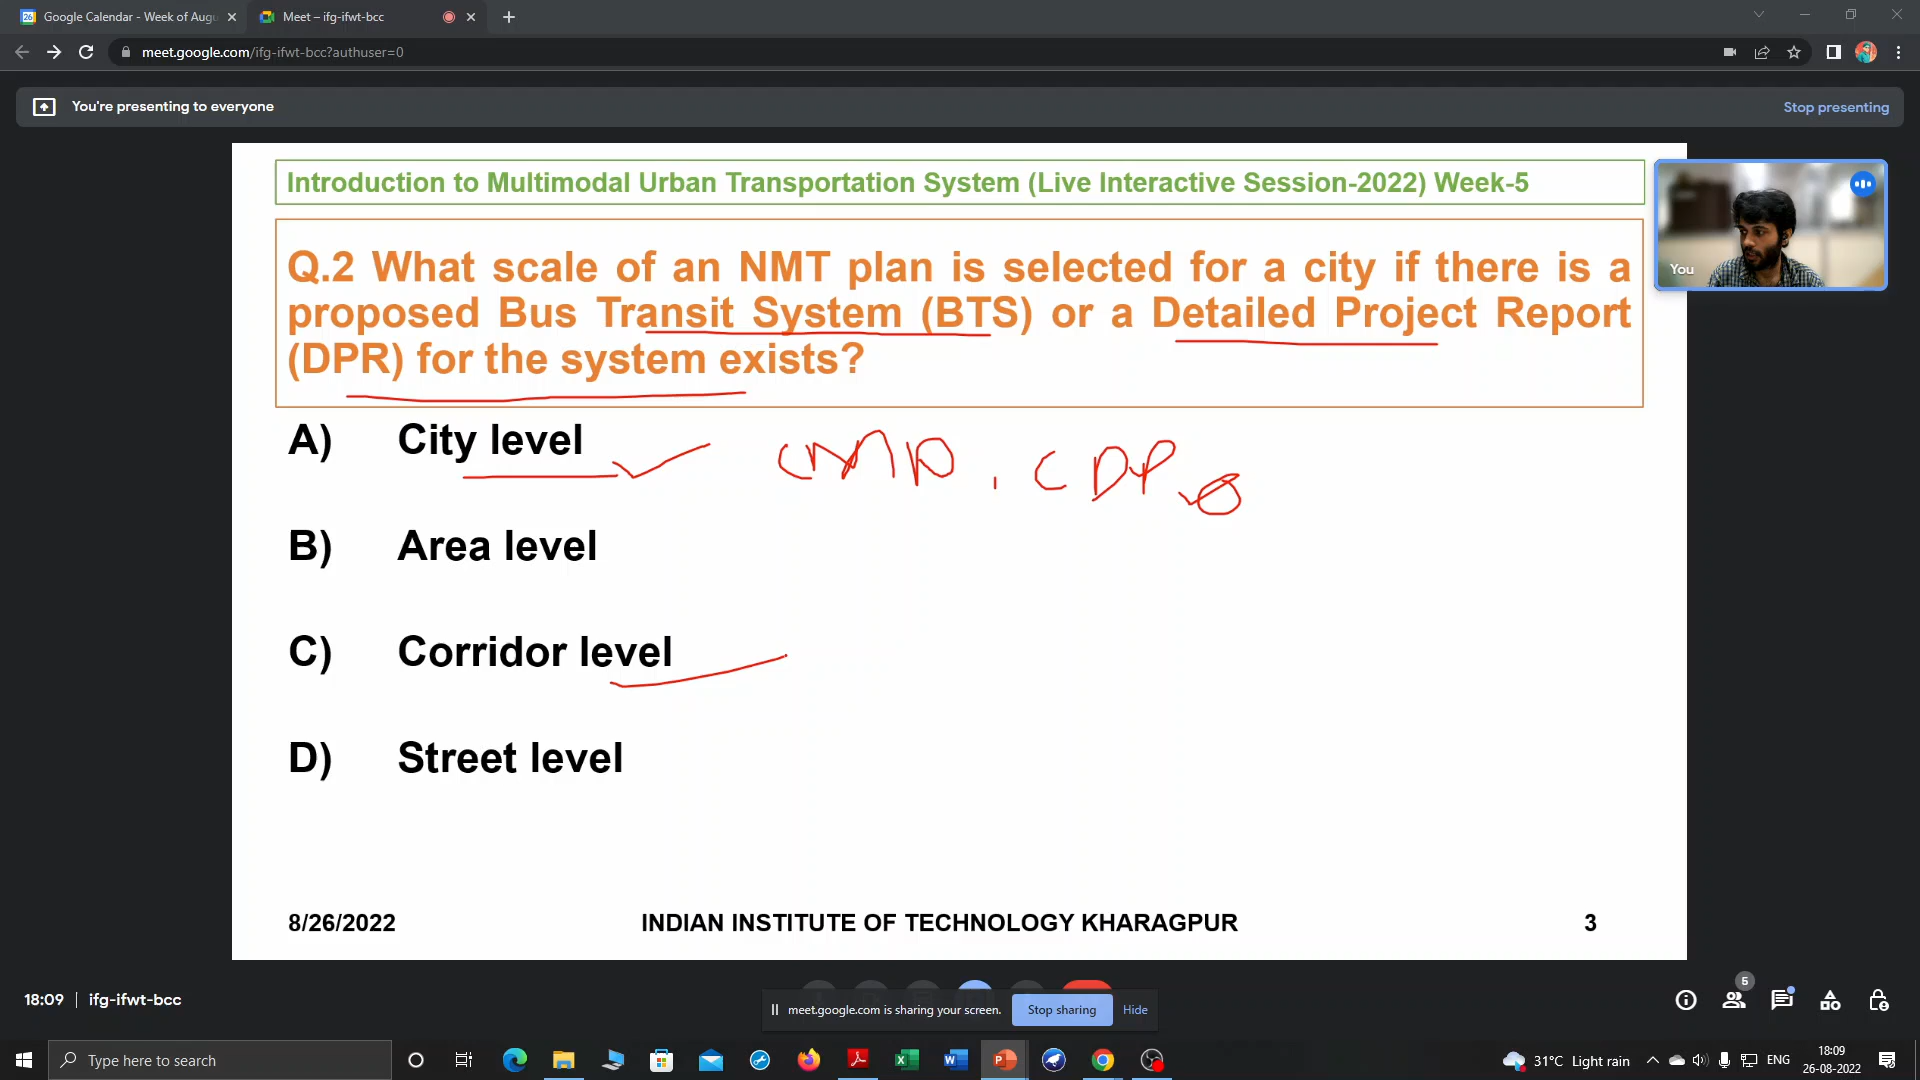 Google Calendar - Week of Augu
Meet – ifg-ifwt-bcc
meet.google.com/ifg-ifwt-bcc?authuser=0
You're presenting to everyone
Stop presenting
Introduction to Multimodal Urban Transportation System (Live Interactive Session-2022) Week-5
You
Q.2 What scale of an NMT plan is selected for a city if there is a
proposed Bus Transit System (BTS) or a Detailed Project Report
(DPR) for the system exists?
A) City level
CDP
B) Area level
C) Corridor level
D) Street level
8/26/2022 INDIAN INSTITUTE OF TECHNOLOGY KHARAGPUR 3
18:09 | ifg-ifwt-bcc
5
meet.google.com is sharing your screen. Stop sharing Hide
Type here to search
31°C Light rain
ENG
18:09
26-08-2022